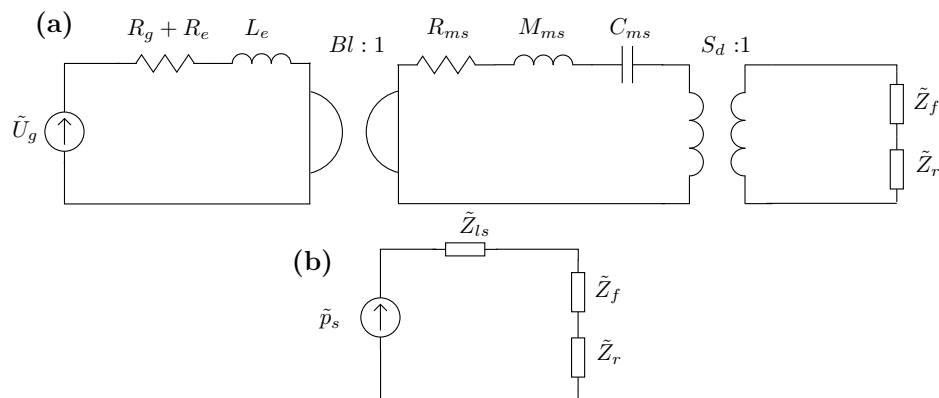 (a)
R_g + R_e
L_e
Bl : 1
R_ms
M_ms
C_ms
S_d :1
Ũ_g
Z̃_f
Z̃_r
(b)
Z̃_ls
p̃_s
Z̃_f
Z̃_r